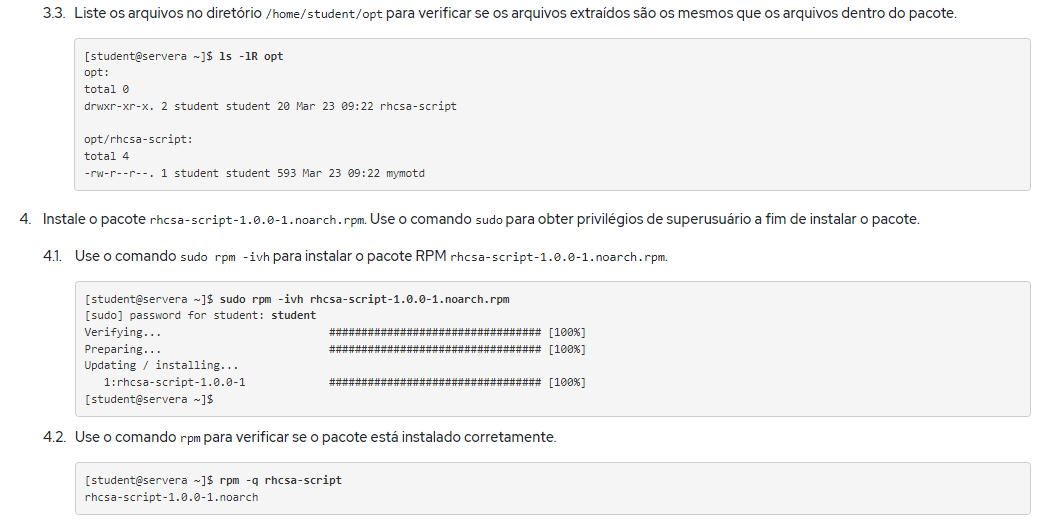 3.3. Liste os arquivos no diretório /home/student/opt para verificar se os arquivos extraídos são os mesmos que os arquivos dentro do pacote.
[student@servera ~]$ ls -lR opt
opt:
total 0
drwxr-xr-x. 2 student student 20 Mar 23 09:22 rhcsa-script
opt/rhcsa-script:
total 4
-rw-r--r--. 1 student student 593 Mar 23 09:22 mymotd
4. Instale o pacote rhcsa-script-1.0.0-1.noarch.rpm. Use o comando sudo para obter privilégios de superusuário a fim de instalar o pacote.
4.1. Use o comando sudo rpm -ivh para instalar o pacote RPM rhcsa-script-1.0.0-1.noarch.rpm.
[student@servera ~]$ sudo rpm -ivh rhcsa-script-1.0.0-1.noarch.rpm
[sudo] password for student: student
Verifying... ################################# [100%]
Preparing... ################################# [100%]
Updating / installing...
1:rhcsa-script-1.0.0-1 ################################# [100%]
[student@servera ~]$
4.2. Use o comando rpm para verificar se o pacote está instalado corretamente.
[student@servera ~]$ rpm -q rhcsa-script
rhcsa-script-1.0.0-1.noarch